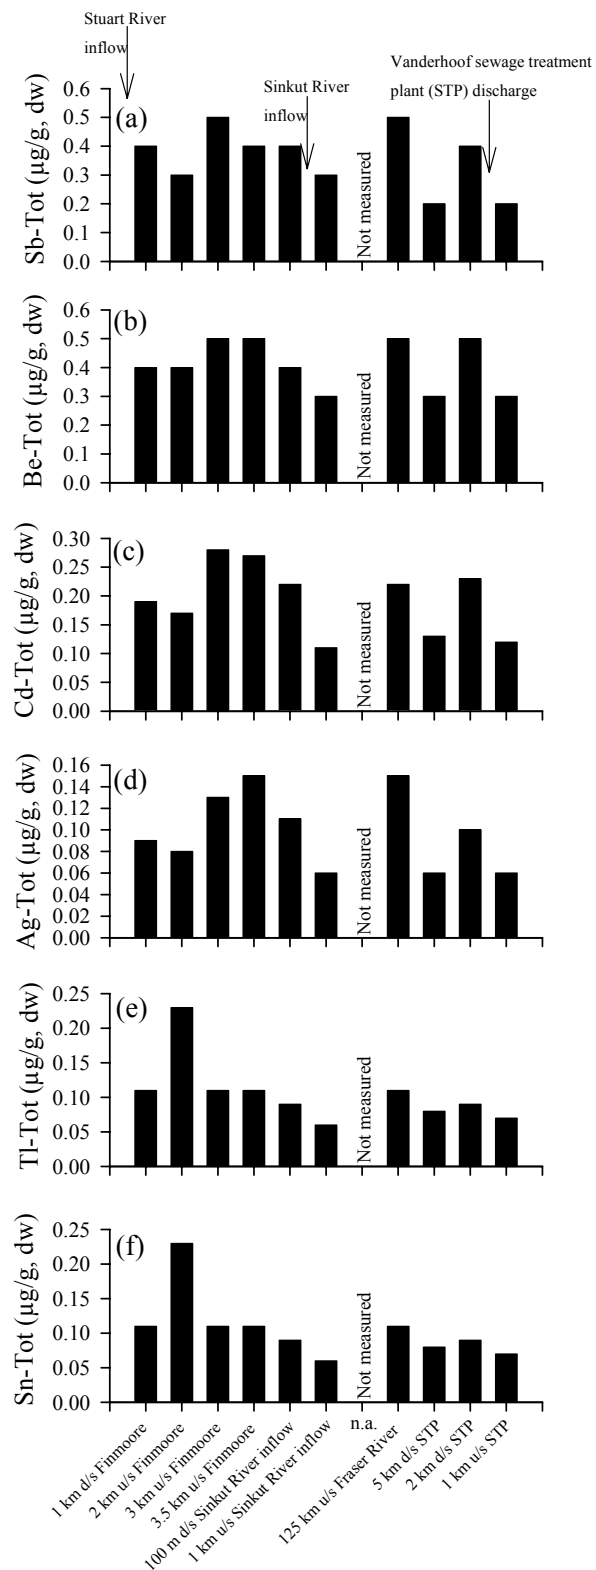 Stuart River
inflow
Sinkut River
inflow
Vanderhoof sewage treatment
plant (STP) discharge
(a)
Sb-Tot (µg/g, dw)
0.6
0.5
0.4
0.3
0.2
0.1
0.0
Not measured
(b)
Be-Tot (µg/g, dw)
0.6
0.5
0.4
0.3
0.2
0.1
0.0
Not measured
(c)
Cd-Tot (µg/g, dw)
0.30
0.25
0.20
0.15
0.10
0.05
0.00
Not measured
(d)
Ag-Tot (µg/g, dw)
0.16
0.14
0.12
0.10
0.08
0.06
0.04
0.02
0.00
Not measured
(e)
Tl-Tot (µg/g, dw)
0.25
0.20
0.15
0.10
0.05
0.00
Not measured
(f)
Sn-Tot (µg/g, dw)
0.25
0.20
0.15
0.10
0.05
0.00
Not measured
1 km d/s Finmoore
2 km u/s Finmoore
3 km u/s Finmoore
3.5 km u/s Finmoore
100 m d/s Sinkut River inflow
1 km u/s Sinkut River inflow
n.a.
125 km u/s Fraser River
5 km d/s STP
2 km d/s STP
1 km u/s STP